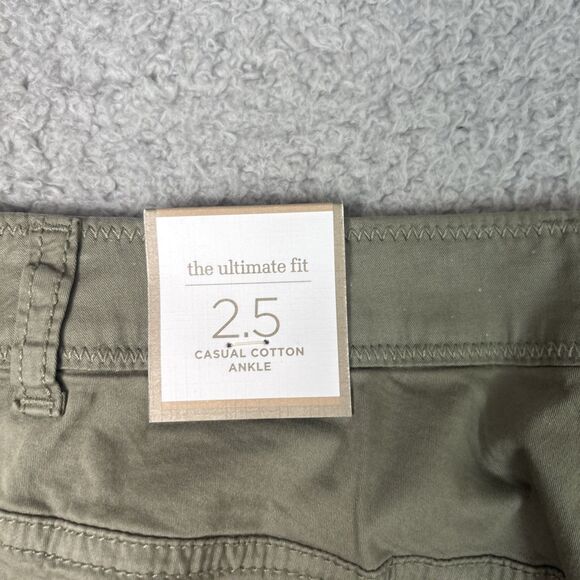 the ultimate fit
2.5
CASUAL COTTON
ANKLE